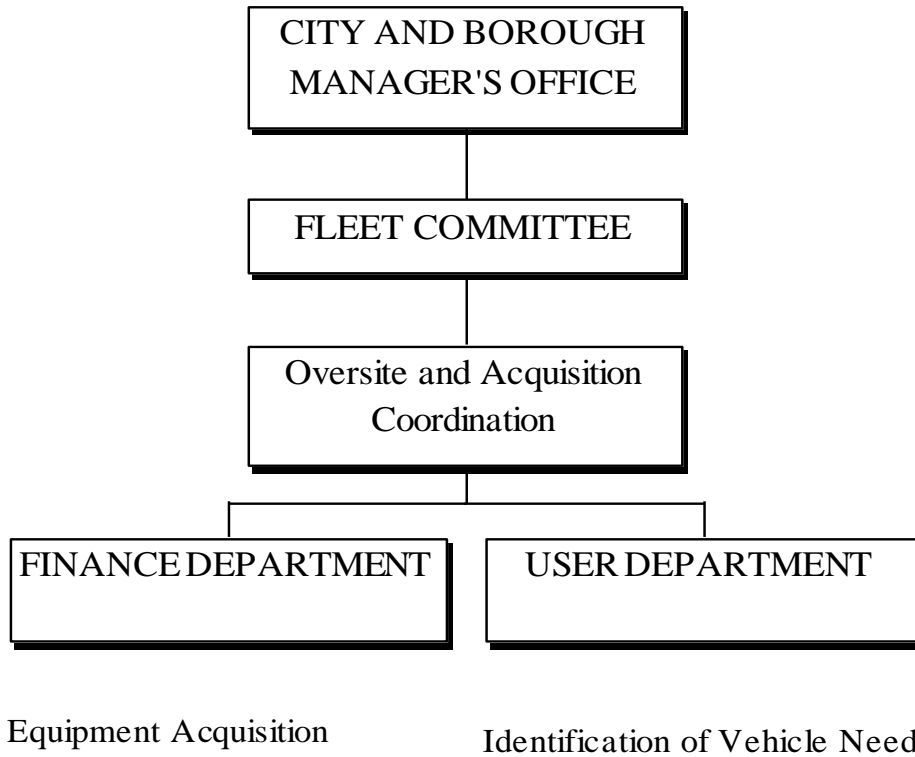 CITY AND BOROUGH
MANAGER'S OFFICE
FLEET COMMITTEE
Oversite and Acquisition
Coordination
FINANCE DEPARTMENT
USER DEPARTMENT
Equipment Acquisition
Identification of Vehicle Need